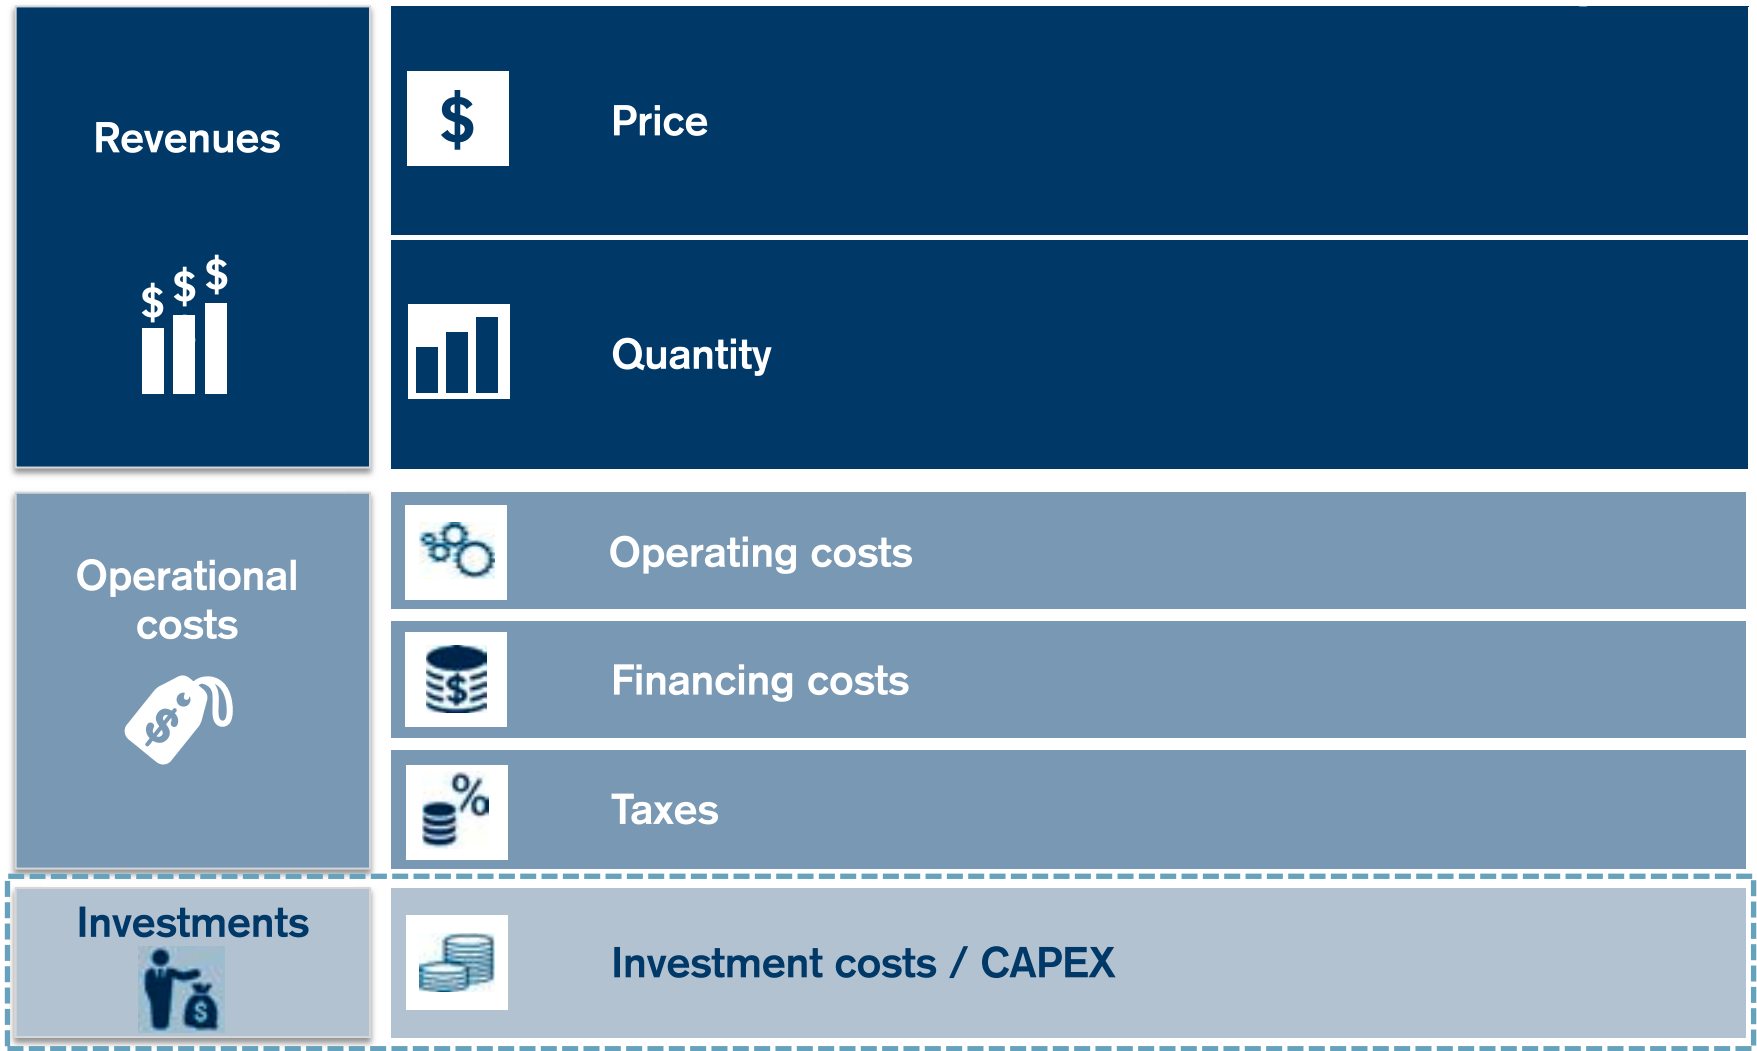 Revenues
$ $ $
$
Price
Quantity
Operational
costs
$
Operating costs
$
Financing costs
%
Taxes
Investments
$
Investment costs / CAPEX